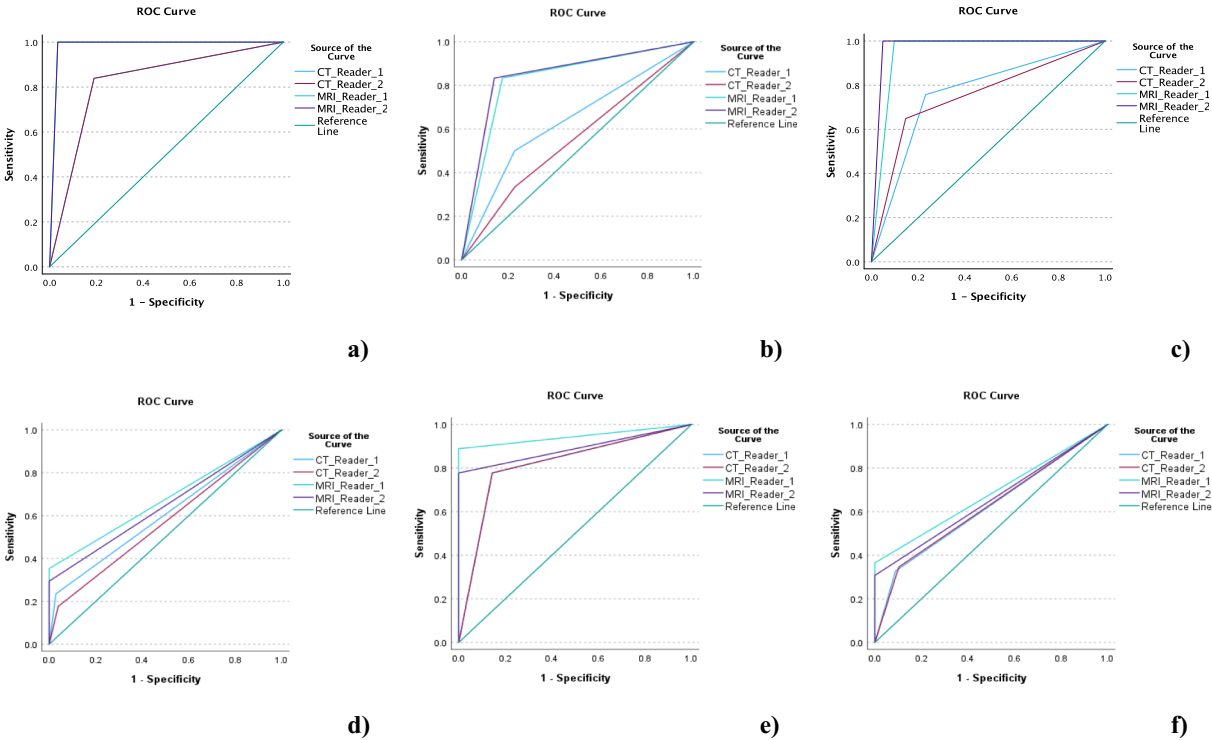 ROC Curve
1.0
0.8
0.6
0.4
0.2
0.0
Sensitivity
0.0 0.2 0.4 0.6 0.8 1.0
1 – Specificity
Source of the
Curve
CT_Reader_1
CT_Reader_2
MRI_Reader_1
MRI_Reader_2
Reference
Line
a)
ROC Curve
1.0
0.8
0.6
0.4
0.2
0.0
Sensitivity
0.0 0.2 0.4 0.6 0.8 1.0
1 - Specificity
Source of the
Curve
CT_Reader_1
CT_Reader_2
MRI_Reader_1
MRI_Reader_2
Reference Line
b)
ROC Curve
1.0
0.8
0.6
0.4
0.2
0.0
Sensitivity
0.0 0.2 0.4 0.6 0.8 1.0
1 – Specificity
Source of the
Curve
CT_Reader_1
CT_Reader_2
MRI_Reader_1
MRI_Reader_2
Reference
Line
c)
ROC Curve
1.0
0.8
0.6
0.4
0.2
0.0
Sensitivity
0.0 0.2 0.4 0.6 0.8 1.0
1 - Specificity
Source of the
Curve
CT_Reader_1
CT_Reader_2
MRI_Reader_1
MRI_Reader_2
Reference Line
d)
ROC Curve
1.0
0.8
0.6
0.4
0.2
0.0
Sensitivity
0.0 0.2 0.4 0.6 0.8 1.0
1 - Specificity
Source of the
Curve
CT_Reader_1
CT_Reader_2
MRI_Reader_1
MRI_Reader_2
Reference Line
e)
ROC Curve
1.0
0.8
0.6
0.4
0.2
0.0
Sensitivity
0.0 0.2 0.4 0.6 0.8 1.0
1 - Specificity
Source of the
Curve
CT_Reader_1
CT_Reader_2
MRI_Reader_1
MRI_Reader_2
Reference Line
f)